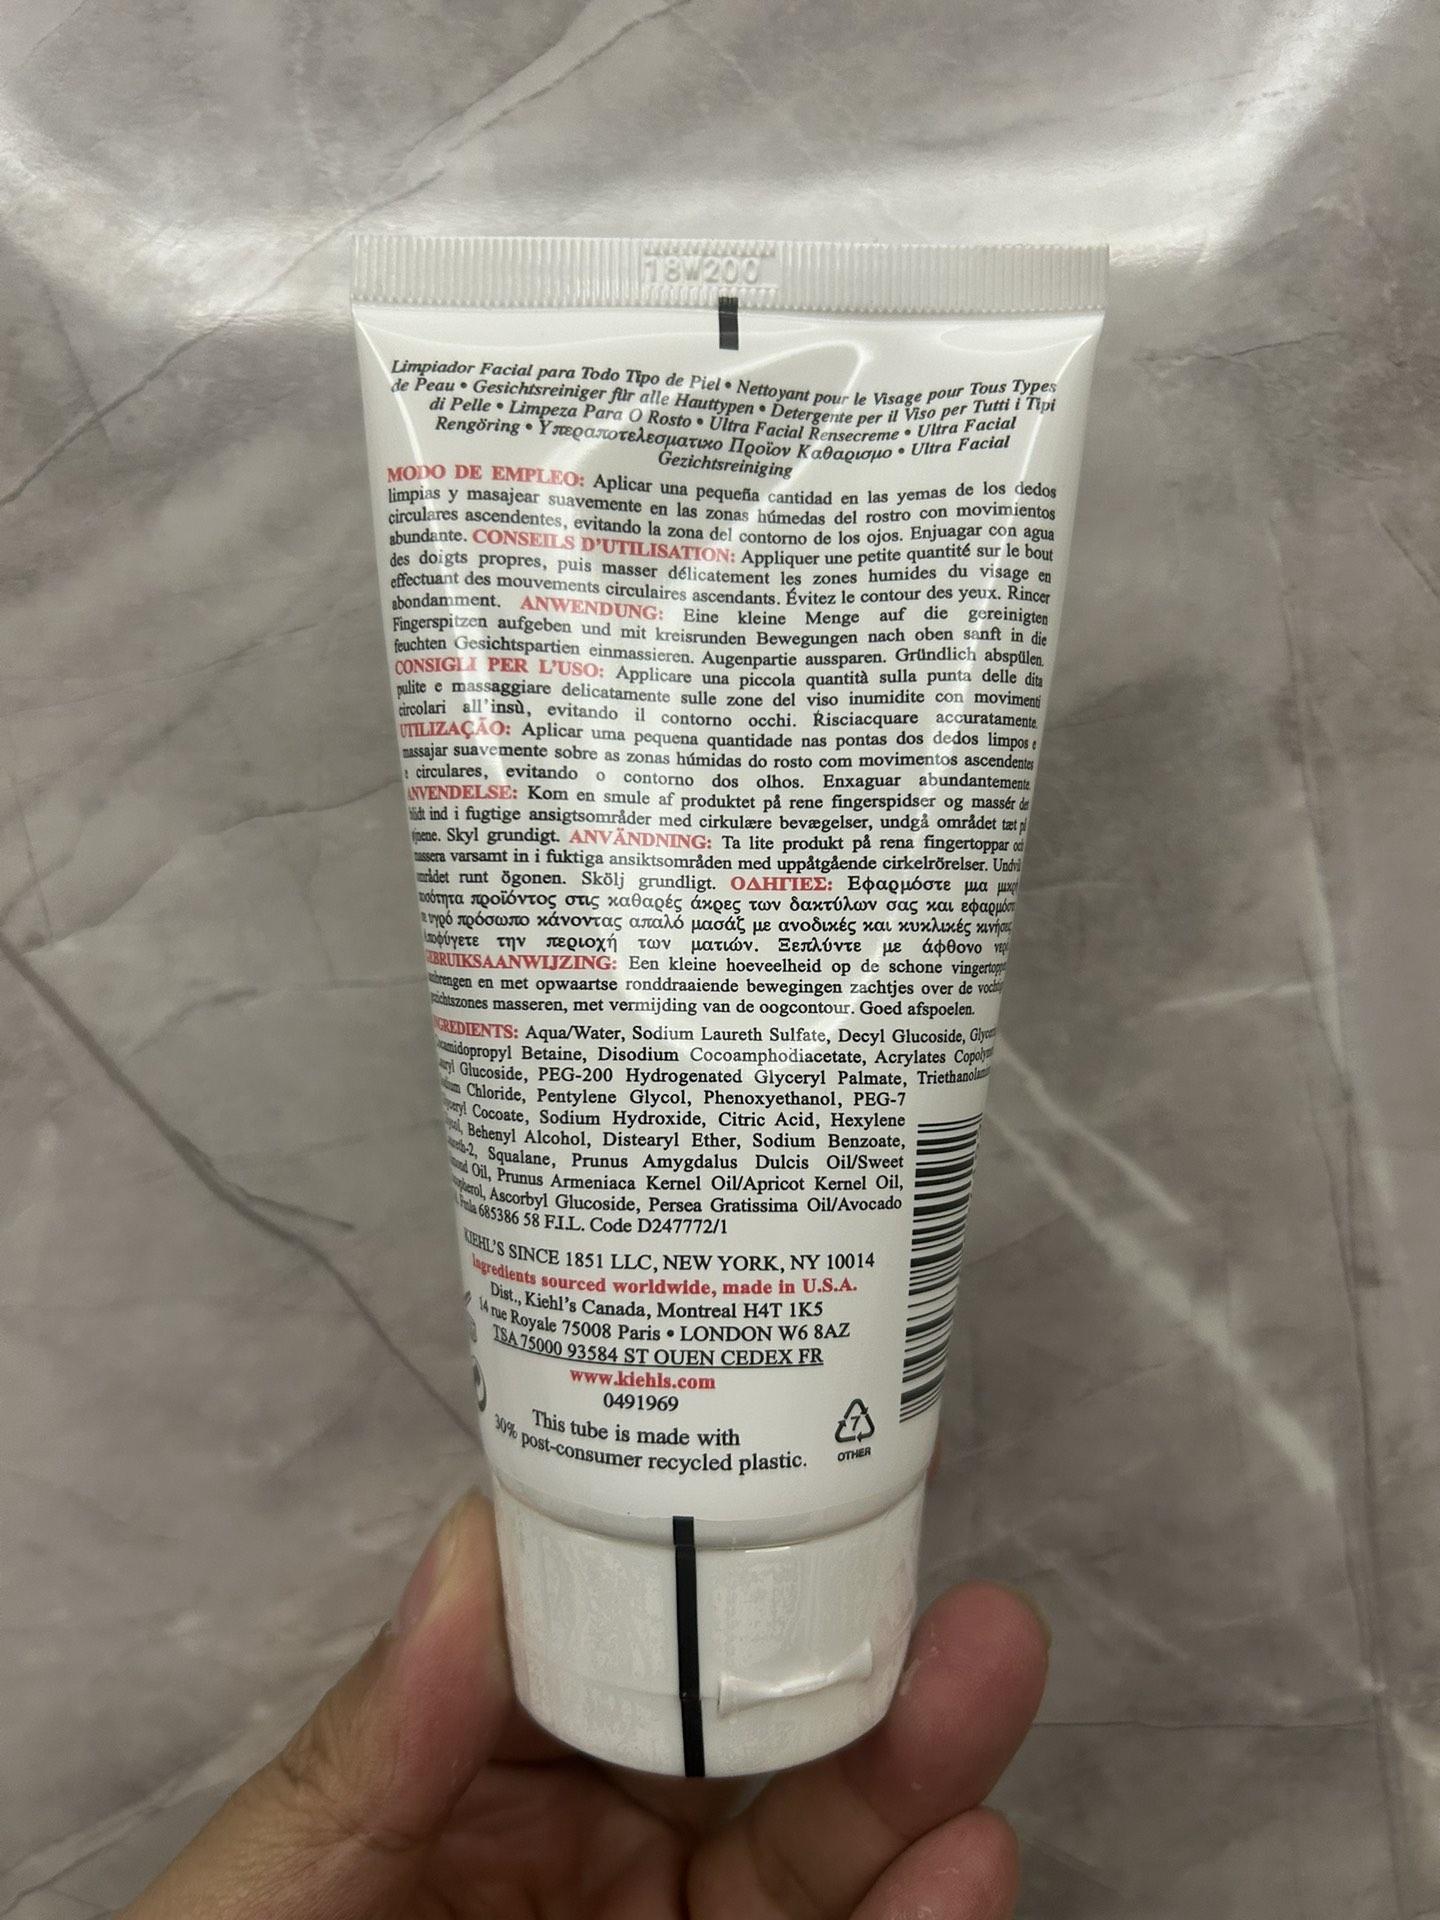 18W200
Limpiador Facial para Todo Tipo de Piel • Nettoyant pour le Visage pour Tous Types
de Peau • Gesichtsreiniger für alle Hauttypen • Detergente per il Viso per Tutti i Tipi
di Pelle • Limpeza Para O Rosto • Ultra Facial Rensecreme • Ultra Facial
Rengöring • Υπεραποτελεσματικο Προϊον Καθαρισμο • Ultra Facial
Gezichtsreiniging
MODO DE EMPLEO: Aplicar una pequeña cantidad en las yemas de los dedos
limpias y masajear suavemente en las zonas húmedas del rostro con movimientos
circulares ascendentes, evitando la zona del contorno de los ojos. Enjuagar con agua
abundante. CONSEILS D'UTILISATION: Appliquer une petite quantité sur le bout
des doigts propres, puis masser délicatement les zones humides du visage en
effectuant des mouvements circulaires ascendants. Évitez le contour des yeux. Rincer
abondamment. ANWENDUNG: Eine kleine Menge auf die gereinigten
Fingerspitzen aufgeben und mit kreisrunden Bewegungen nach oben sanft in die
feuchten Gesichtspartien einmassieren. Augenpartie aussparen. Gründlich abspülen.
CONSIGLI PER L'USO: Applicare una piccola quantità sulla punta delle dita
pulite e massaggiare delicatamente sulle zone del viso inumidite con movimenti
circolari all'insù, evitando il contorno occhi. Risciacquare accuratamente.
UTILIZAÇÃO: Aplicar uma pequena quantidade nas pontas dos dedos limpos e
massajar suavemente sobre as zonas húmidas do rosto com movimentos ascendentes
e circulares, evitando o contorno dos olhos. Enxaguar abundantemente.
ANVENDELSE: Kom en smule af produktet på rene fingerspidser og massér det
blidt ind i fugtige ansigtsområder med cirkulære bevægelser, undgå området tæt på
øjnene. Skyl grundigt. ANVÄNDNING: Ta lite produkt på rena fingertoppar och
massera varsamt in i fuktiga ansiktsområden med uppåtgående cirkelrörelser. Undvik
området runt ögonen. Skölj grundligt. ΟΔΗΓΙΕΣ: Εφαρμόστε μια μικρή
ποσότητα προϊόντος στις καθαρές άκρες των δακτύλων σας και
υγρό πρόσωπο κάνοντας απαλό μασάζ με ανοδικές και κυκλικές κινήσεις
Αποφύγετε την περιοχή των ματιών. Ξεπλύντε με άφθονο
GEBRUIKSAANWIJZING: Een kleine hoeveelheid op de schone
aanbrengen en met opwaartse ronddraaiende bewegingen zachtjes over de
gezichtszones masseren, met vermijding van de oogcontour. Goed afspoelen.
INGREDIENTS: Aqua/Water, Sodium Laureth Sulfate, Decyl Glucoside,
Betaine, Disodium Cocoamphodiacetate, Acrylates
Glucoside, PEG-200 Hydrogenated Glyceryl Palmate,
Chloride, Pentylene Glycol, Phenoxyethanol, PEG-7
Cocoate, Sodium Hydroxide, Citric Acid, Hexylene
Behenyl Alcohol, Distearyl Ether, Sodium Benzoate,
Squalane, Prunus Amygdalus Dulcis Oil/Sweet
Oil, Prunus Armeniaca Kernel Oil/Apricot Kernel Oil,
Ascorbyl Glucoside, Persea Gratissima Oil/Avocado
685386 58 F.I.L. Code D247772/1
KIEHL'S SINCE 1851 LLC, NEW YORK, NY 10014
Ingredients sourced worldwide, made in U.S.A.
Dist., Kiehl's Canada, Montreal H4T 1K5
14 rue Royale 75008 Paris • LONDON W6 8AZ
TSA 75000 93584 ST OUEN CEDEX FR
www.kiehls.com
0491969
This tube is made with
30% post-consumer recycled plastic.
7
OTHER